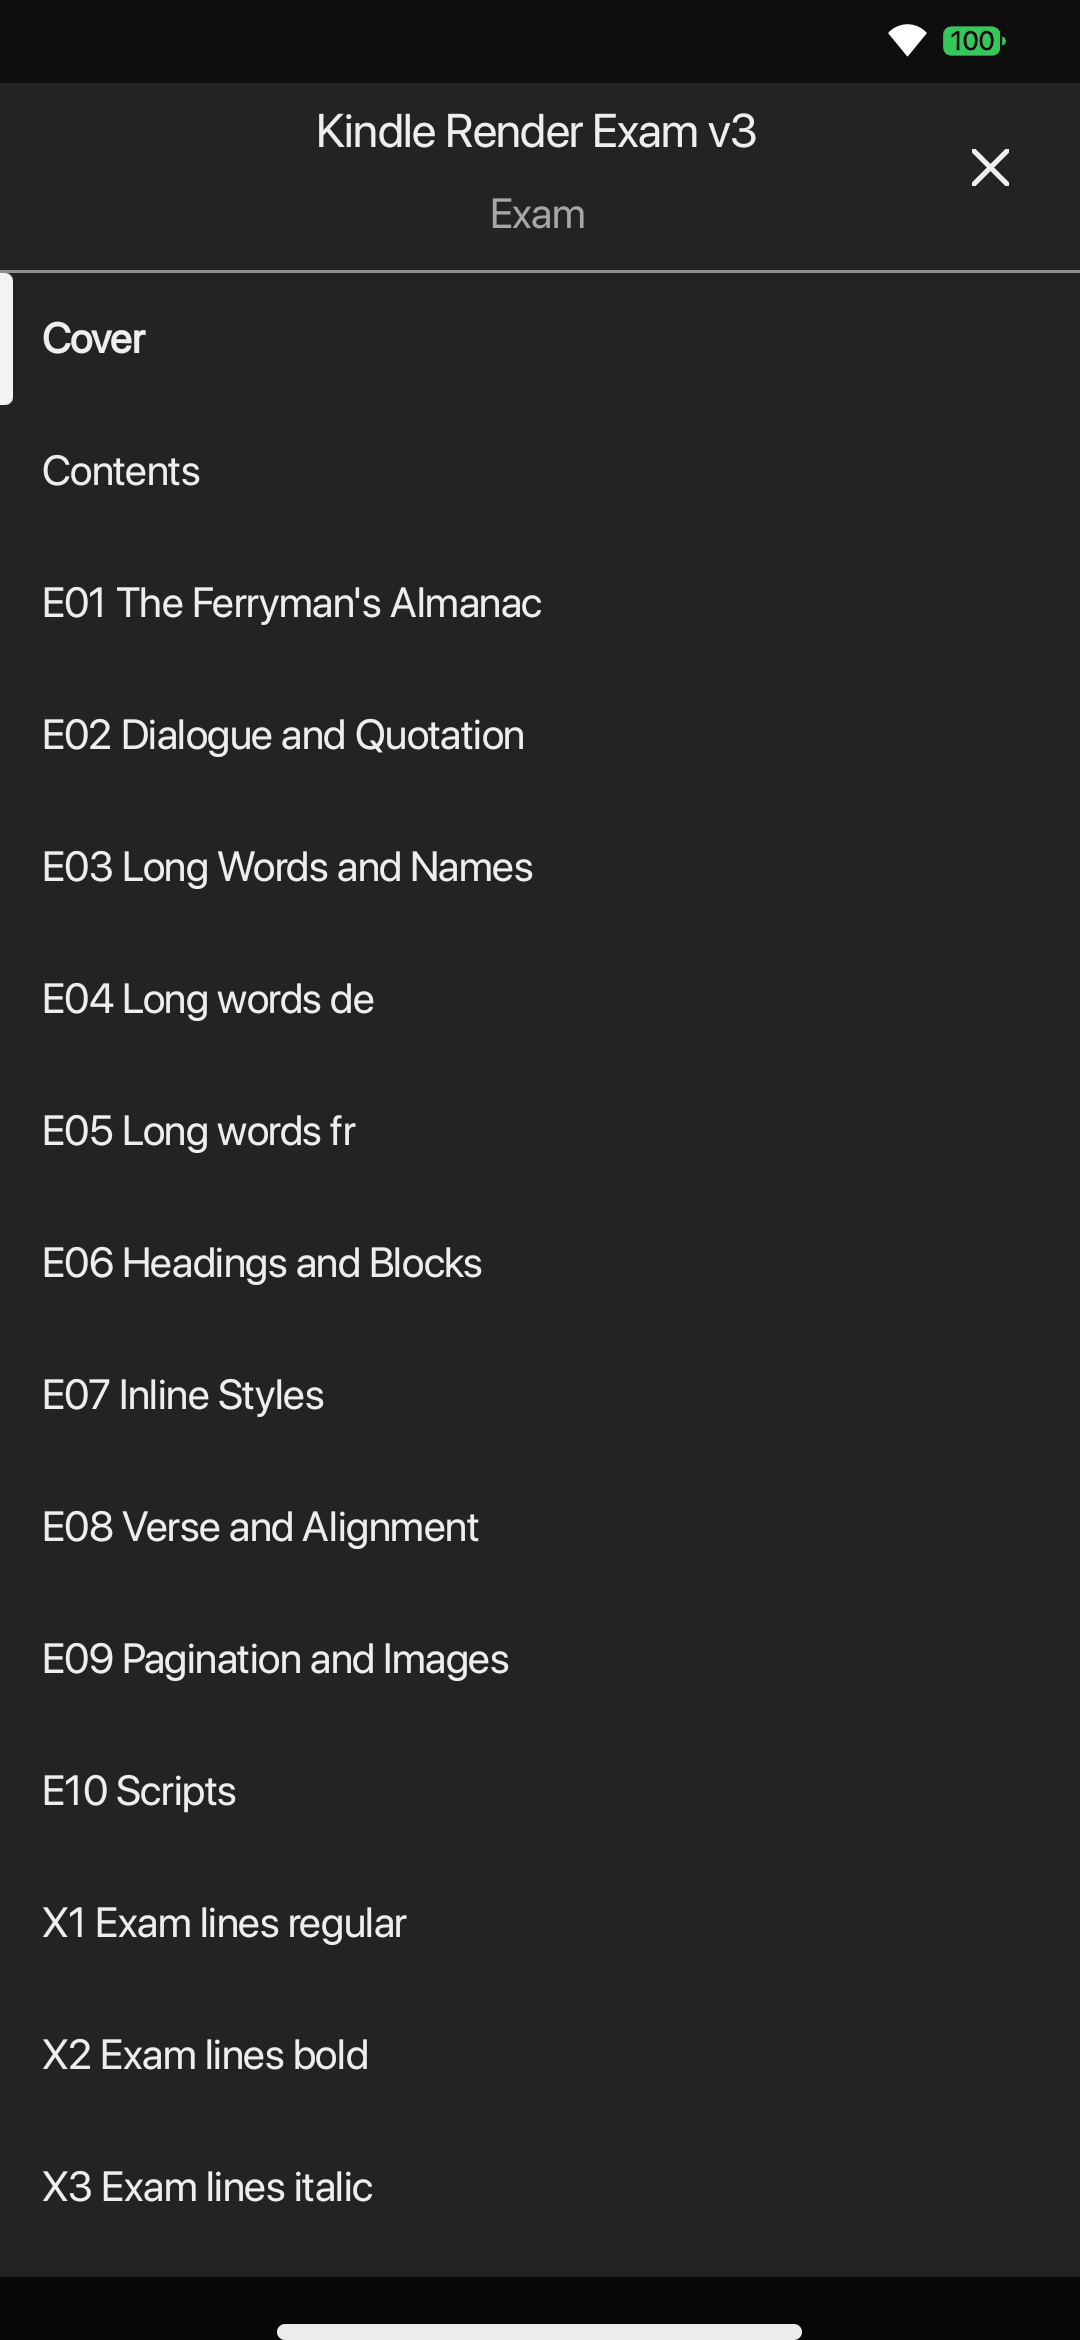 100
Kindle Render Exam v3
Exam
Cover
Contents
E01 The Ferryman's Almanac
E02 Dialogue and Quotation
E03 Long Words and Names
E04 Long words de
E05 Long words fr
E06 Headings and Blocks
E07 Inline Styles
E08 Verse and Alignment
E09 Pagination and Images
E10 Scripts
X1 Exam lines regular
X2 Exam lines bold
X3 Exam lines italic